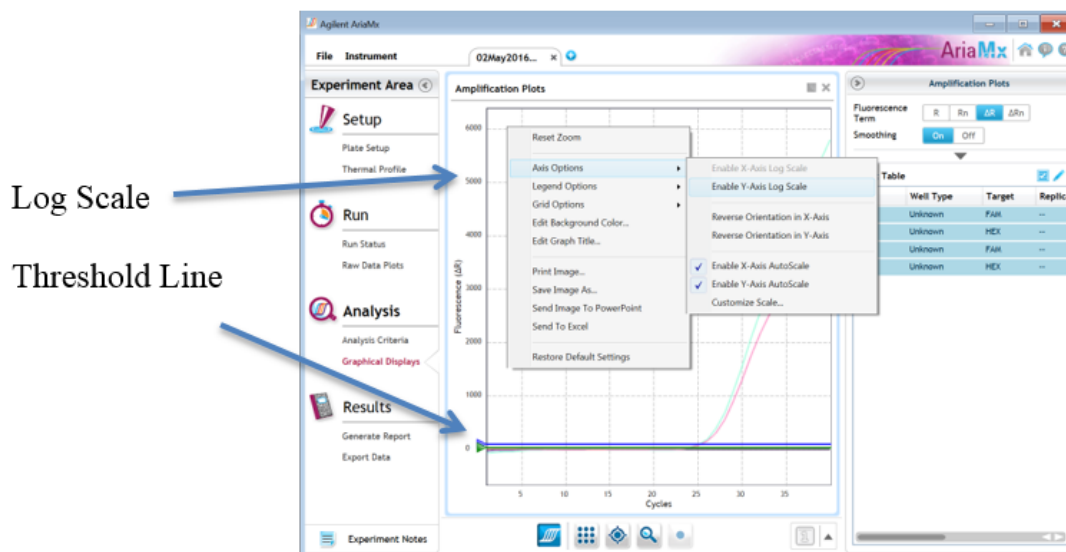 Log Scale
Threshold Line
Agilent AriaMx
File Instrument
02May2016... x
AriaMx
Experiment Area
Setup
Plate Setup
Thermal Profile
Run
Run Status
Raw Data Plots
Analysis
Analysis Criteria
Graphical Displays
Results
Generate Report
Export Data
Experiment Notes
Amplification Plots
Fluorescence (ΔR)
6000
5000
4000
3000
2000
1000
0
5 10 15 20 25 30 35
Cycles
Reset Zoom
Axis Options
Legend Options
Grid Options
Edit Background Color...
Edit Graph Title...
Print Image...
Save Image As...
Send Image To PowerPoint
Send To Excel
Restore Default Settings
Enable X-Axis Log Scale
Enable Y-Axis Log Scale
Reverse Orientation in X-Axis
Reverse Orientation in Y-Axis
Enable X-Axis AutoScale
Enable Y-Axis AutoScale
Customize Scale...
Amplification Plots
Fluorescence Term
R Rn ΔR ΔRn
Smoothing
On Off
Table
Well Type Target Replic
Unknown FAM --
Unknown HEX --
Unknown FAM --
Unknown HEX --